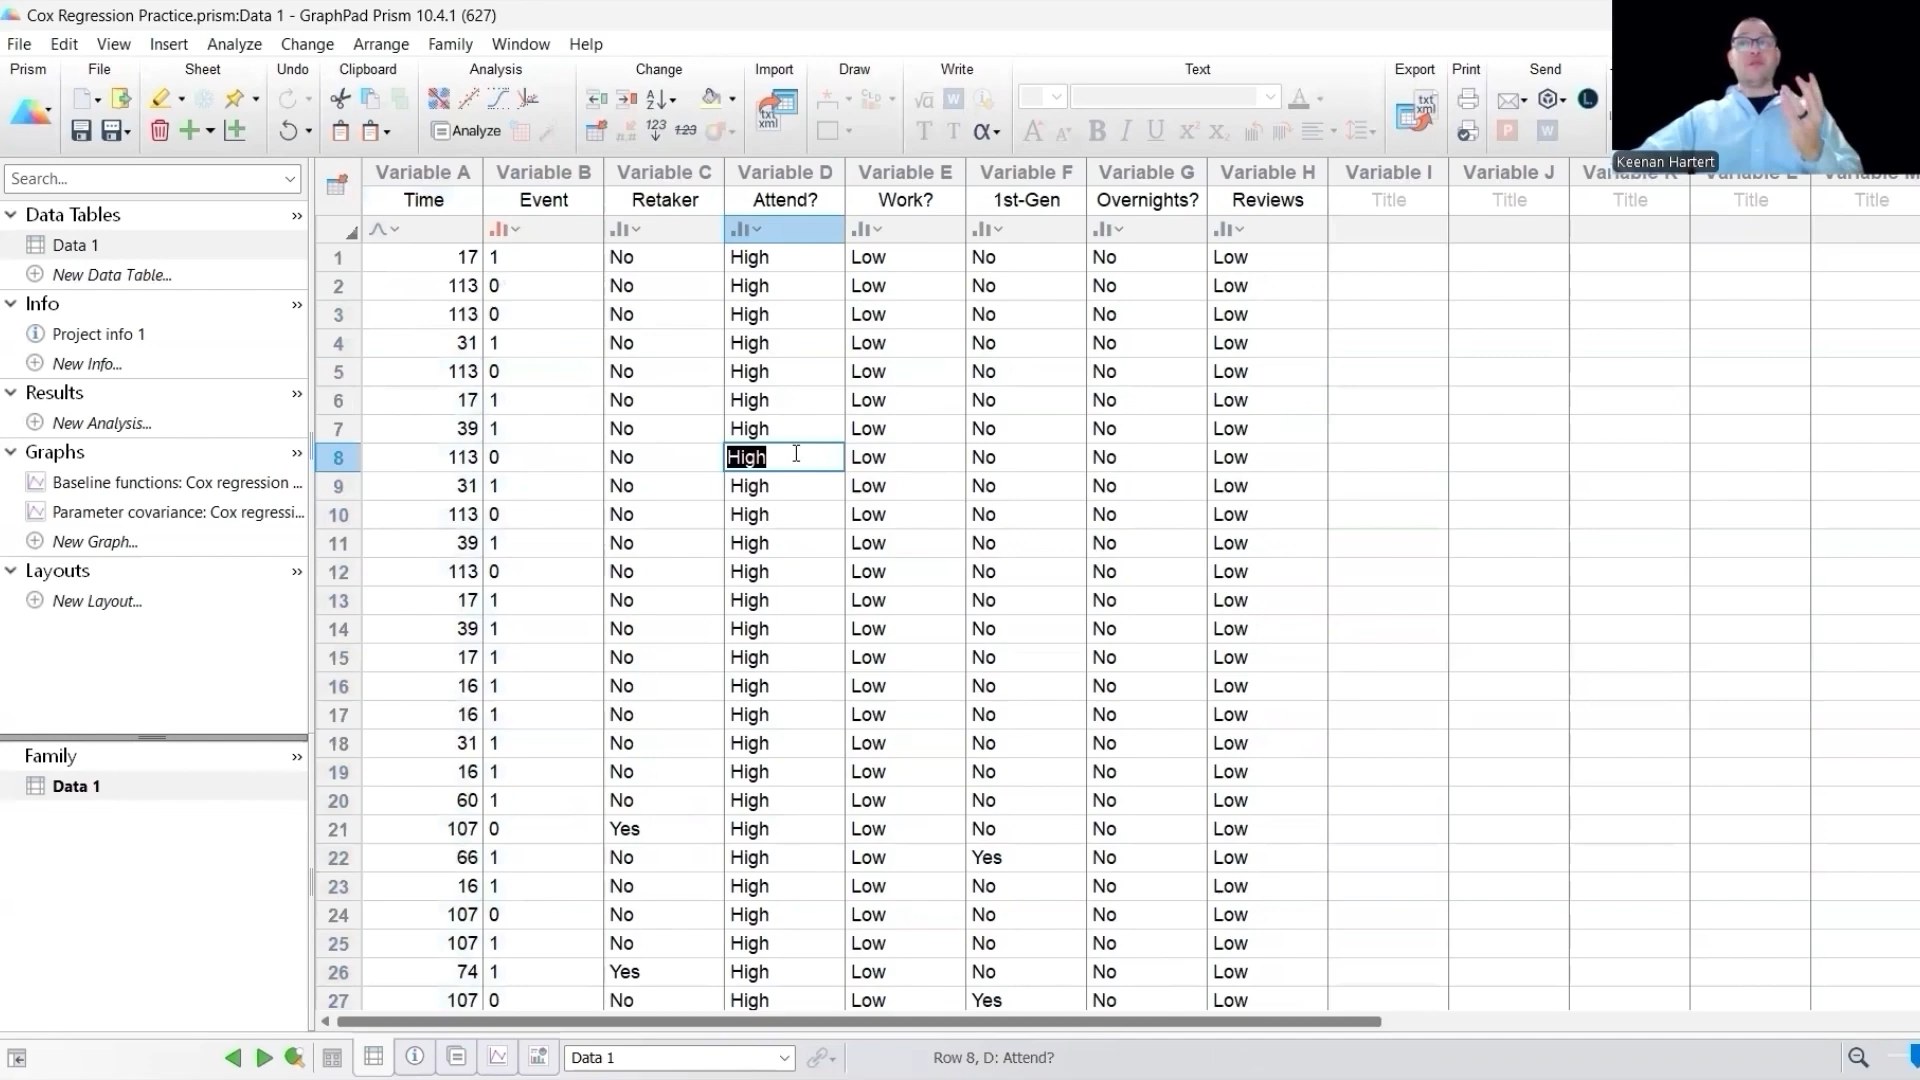 Cox Regression Practice.prism:Data 1 - GraphPad Prism 10.4.1 (627)
File Edit View Insert Analyze Change Arrange Family Window Help
Prism File Sheet Undo Clipboard Analysis Change Import Draw Write Text Export Print Send
Analyze
Keenan Hartert
Search...
Data Tables
Data 1
New Data Table...
Info
Project info 1
New Info...
Results
New Analysis...
Graphs
Baseline functions: Cox regression ...
Parameter covariance: Cox regressi...
New Graph...
Layouts
New Layout...
Family
Data 1
Variable A Variable B Variable C Variable D Variable E Variable F Variable G Variable H Variable I Variable J
Time Event Retaker Attend? Work? 1st-Gen Overnights? Reviews Title Title Title Title Title
1 17 1 No High Low No No Low
2 113 0 No High Low No No Low
3 113 0 No High Low No No Low
4 31 1 No High Low No No Low
5 113 0 No High Low No No Low
6 17 1 No High Low No No Low
7 39 1 No High Low No No Low
8 113 0 No High Low No No Low
9 31 1 No High Low No No Low
10 113 0 No High Low No No Low
11 39 1 No High Low No No Low
12 113 0 No High Low No No Low
13 17 1 No High Low No No Low
14 39 1 No High Low No No Low
15 17 1 No High Low No No Low
16 16 1 No High Low No No Low
17 16 1 No High Low No No Low
18 31 1 No High Low No No Low
19 16 1 No High Low No No Low
20 60 1 No High Low No No Low
21 107 0 Yes High Low No No Low
22 66 1 No High Low Yes No Low
23 16 1 No High Low No No Low
24 107 0 No High Low No No Low
25 107 1 No High Low No No Low
26 74 1 Yes High Low No No Low
27 107 0 No High Low Yes No Low
Data 1
Row 8, D: Attend?